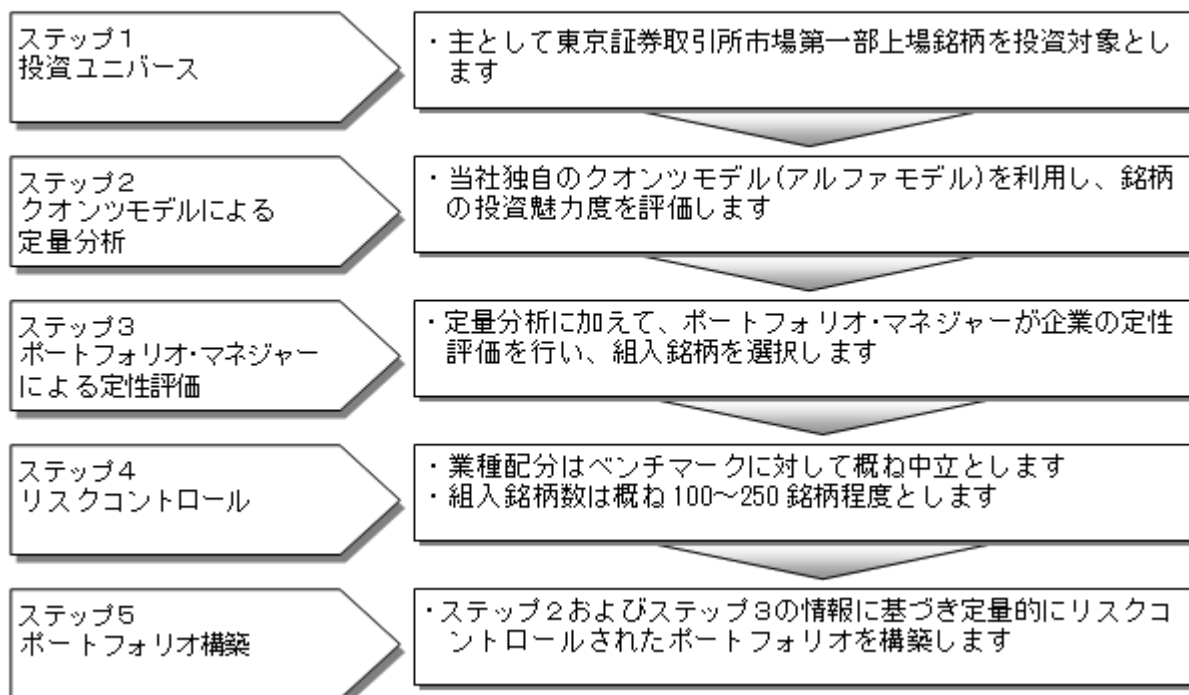 ステップ1
投資ユニバース
・主として東京証券取引所市場第一部上場銘柄を投資対象とし
ます
ステップ2
クオンツモデルによる
定量分析
・当社独自のクオンツモデル(アルファモデル)を利用し、銘柄
の投資魅力度を評価します
ステップ3
ポートフォリオ・マネジャー
による定性評価
・定量分析に加えて、ポートフォリオ・マネジャーが企業の定性
評価を行い、組入銘柄を選択します
ステップ4
リスクコントロール
・業種配分はベンチマークに対して概ね中立とします
・組入銘柄数は概ね100~250銘柄程度とします
ステップ5
ポートフォリオ構築
・ステップ2およびステップ3の情報に基づき定量的にリスクコ
ントロールされたポートフォリオを構築します